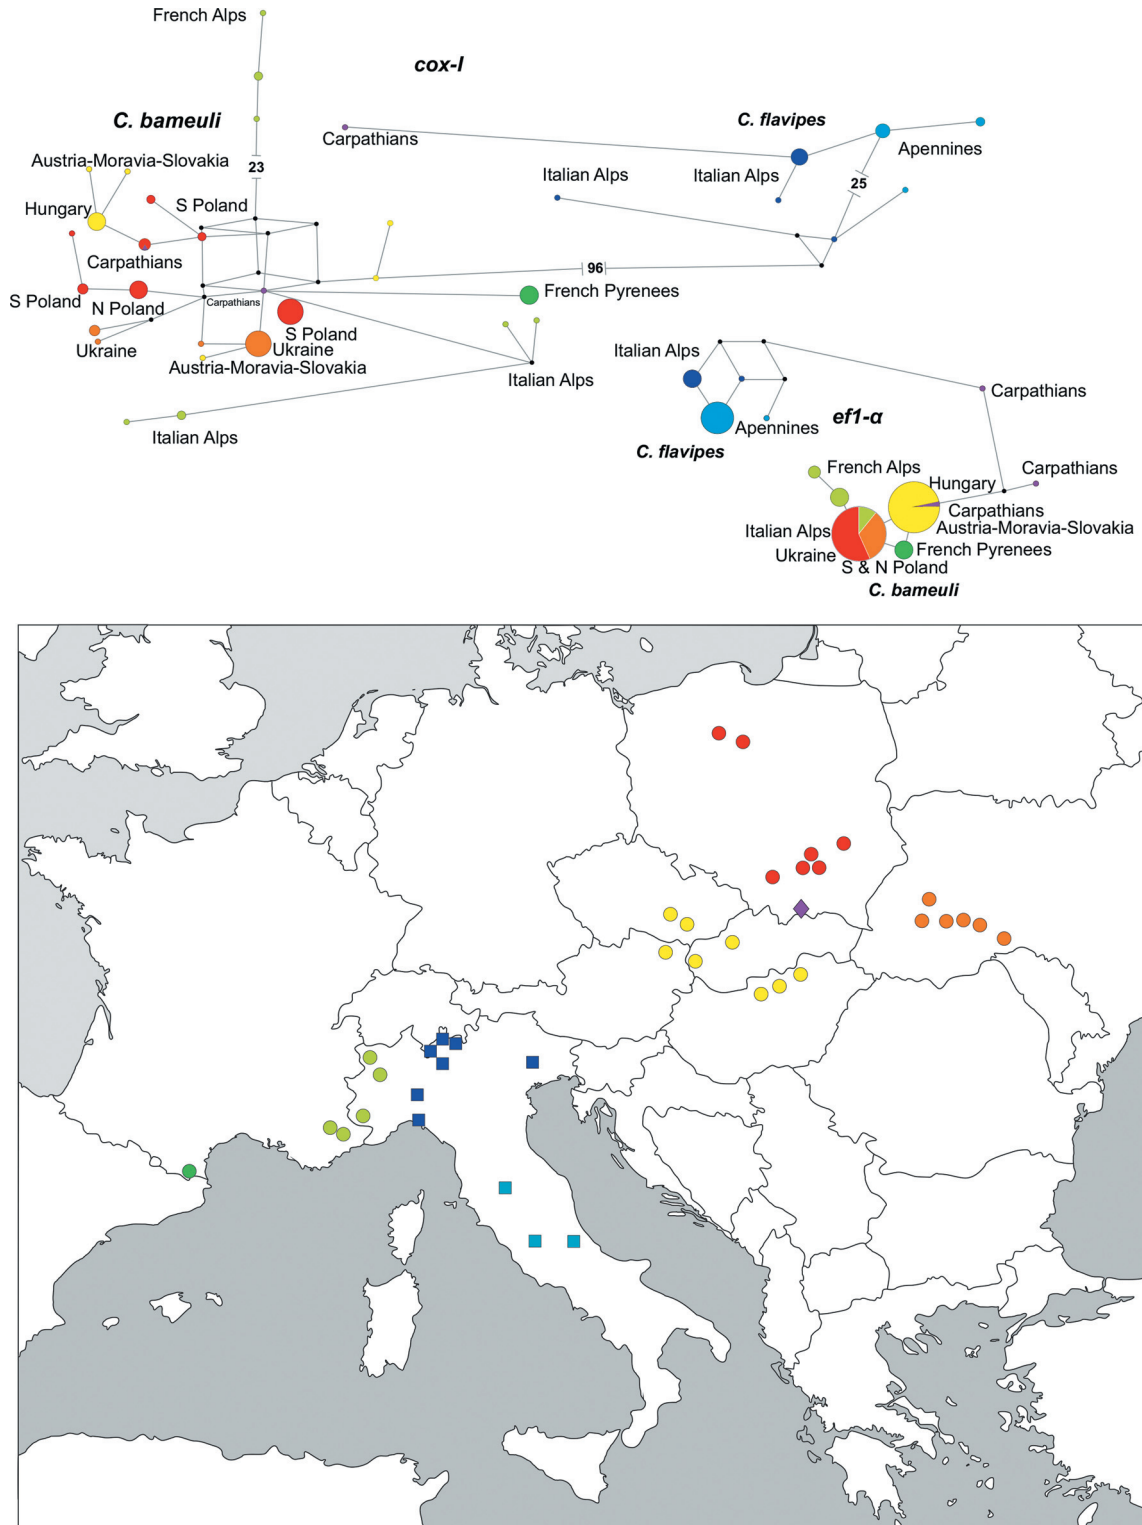 French Alps
cox-I
C. bameuli
C. flavipes
Carpathians
Apennines
Austria-Moravia-Slovakia
23
Italian Alps
Italian Alps
25
S Poland
Hungary
Carpathians
96
S Poland
N Poland
Carpathians
French Pyrenees
S Poland
Ukraine
Ukraine
Austria-Moravia-Slovakia
Italian Alps
Italian Alps
Italian Alps
Carpathians
ef1-α
Apennines
C. flavipes
French Alps
Carpathians
Hungary
Carpathians
Austria-Moravia-Slovakia
Italian Alps
Ukraine
French Pyrenees
S & N Poland
C. bameuli